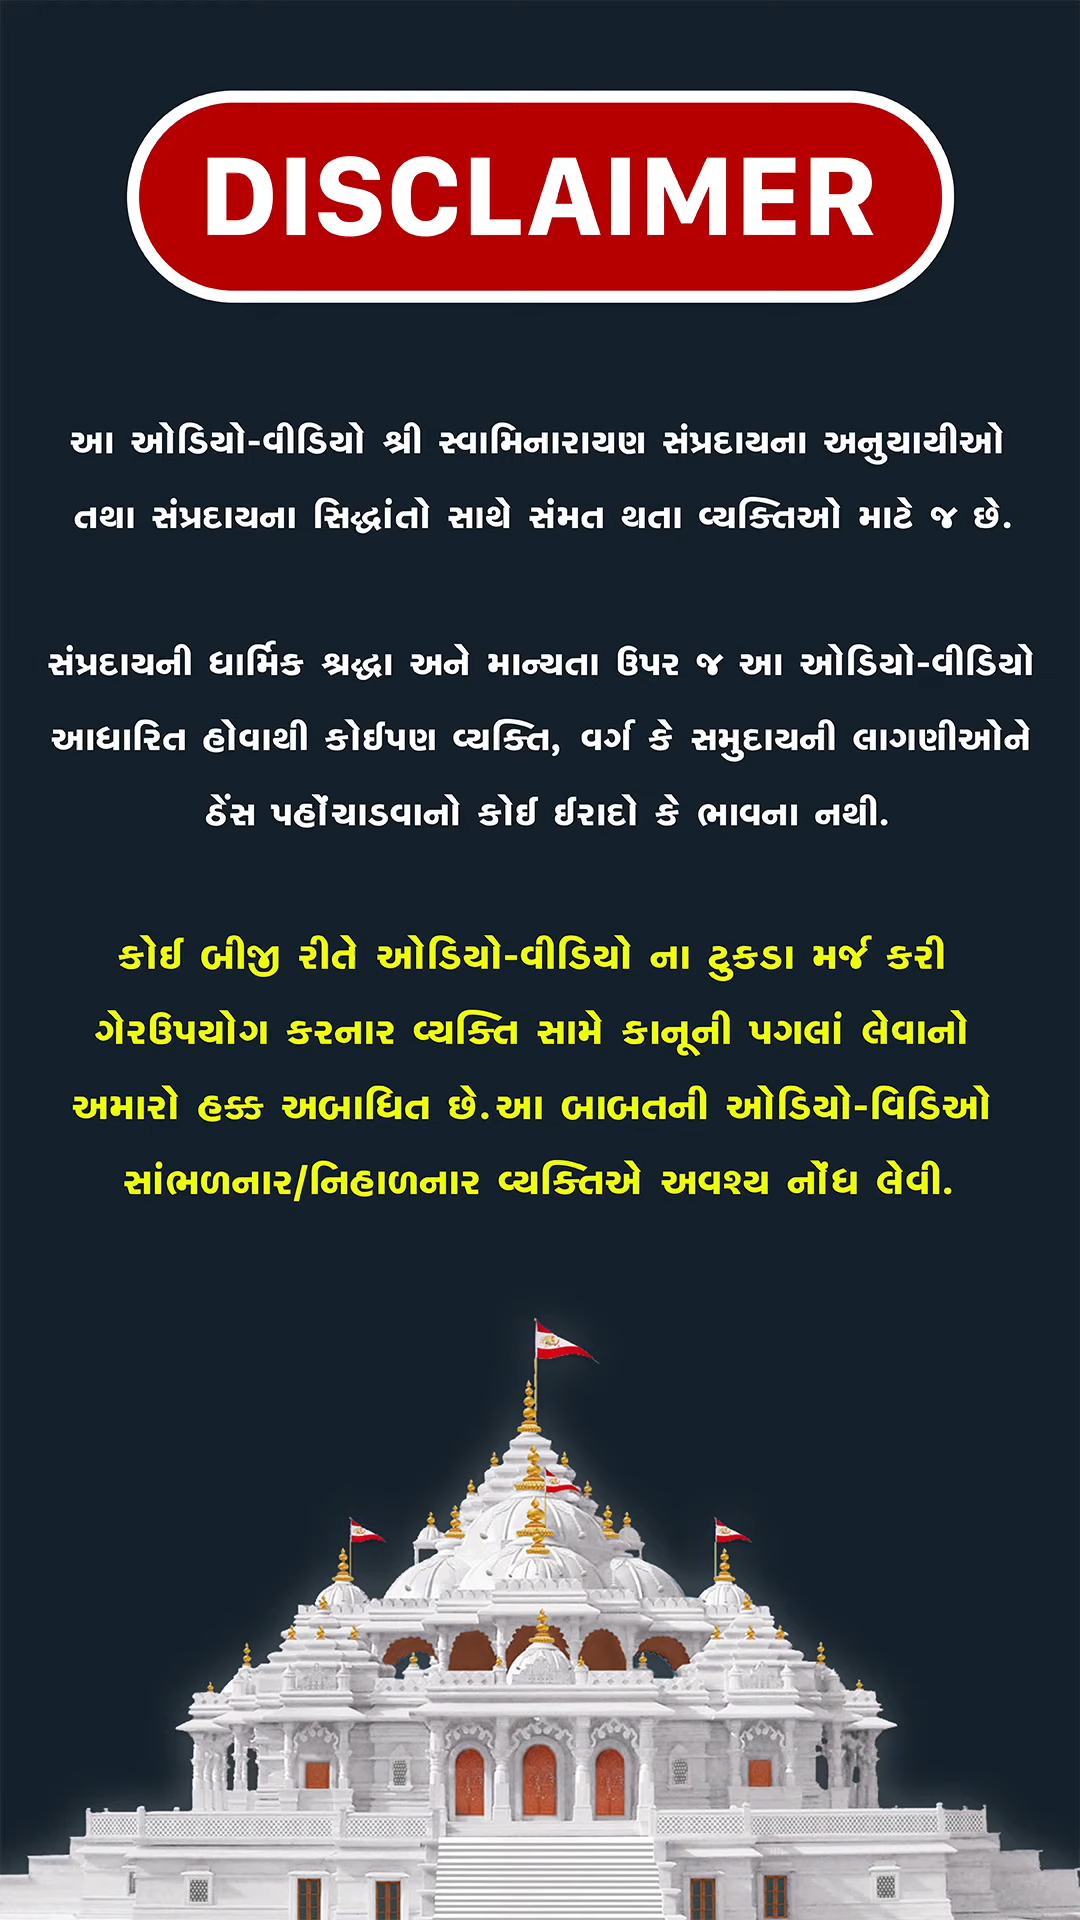 DISCLAIMER
આ ઓડિયો-વીડિયો શ્રી સ્વામિનારાયણ સંપ્રદાયના અનુયાયીઓ
તથા સંપ્રદાયના સિદ્ધાંતો સાથે સંમત થતા વ્યક્તિઓ માટે જ છે.
સંપ્રદાયની ધાર્મિક શ્રદ્ધા અને માન્યતા ઉપર જ આ ઓડિયો-વીડિયો
આધારિત હોવાથી કોઈપણ વ્યક્તિ, વર્ગ કે સમુદાયની લાગણીઓને
ઠેંસ પહોંચાડવાનો કોઈ ઈરાદો કે ભાવના નથી.
કોઈ બીજી રીતે ઓડિયો-વીડિયો ના ટુકડા મર્જ કરી
ગેરઉપયોગ કરનાર વ્યક્તિ સામે કાનૂની પગલાં લેવાનો
અમારો હક્ક અબાધિત છે.આ બાબતની ઓડિયો-વિડિઓ
સાંભળનાર/નિહાળનાર વ્યક્તિએ અવશ્ય નોંધ લેવી.